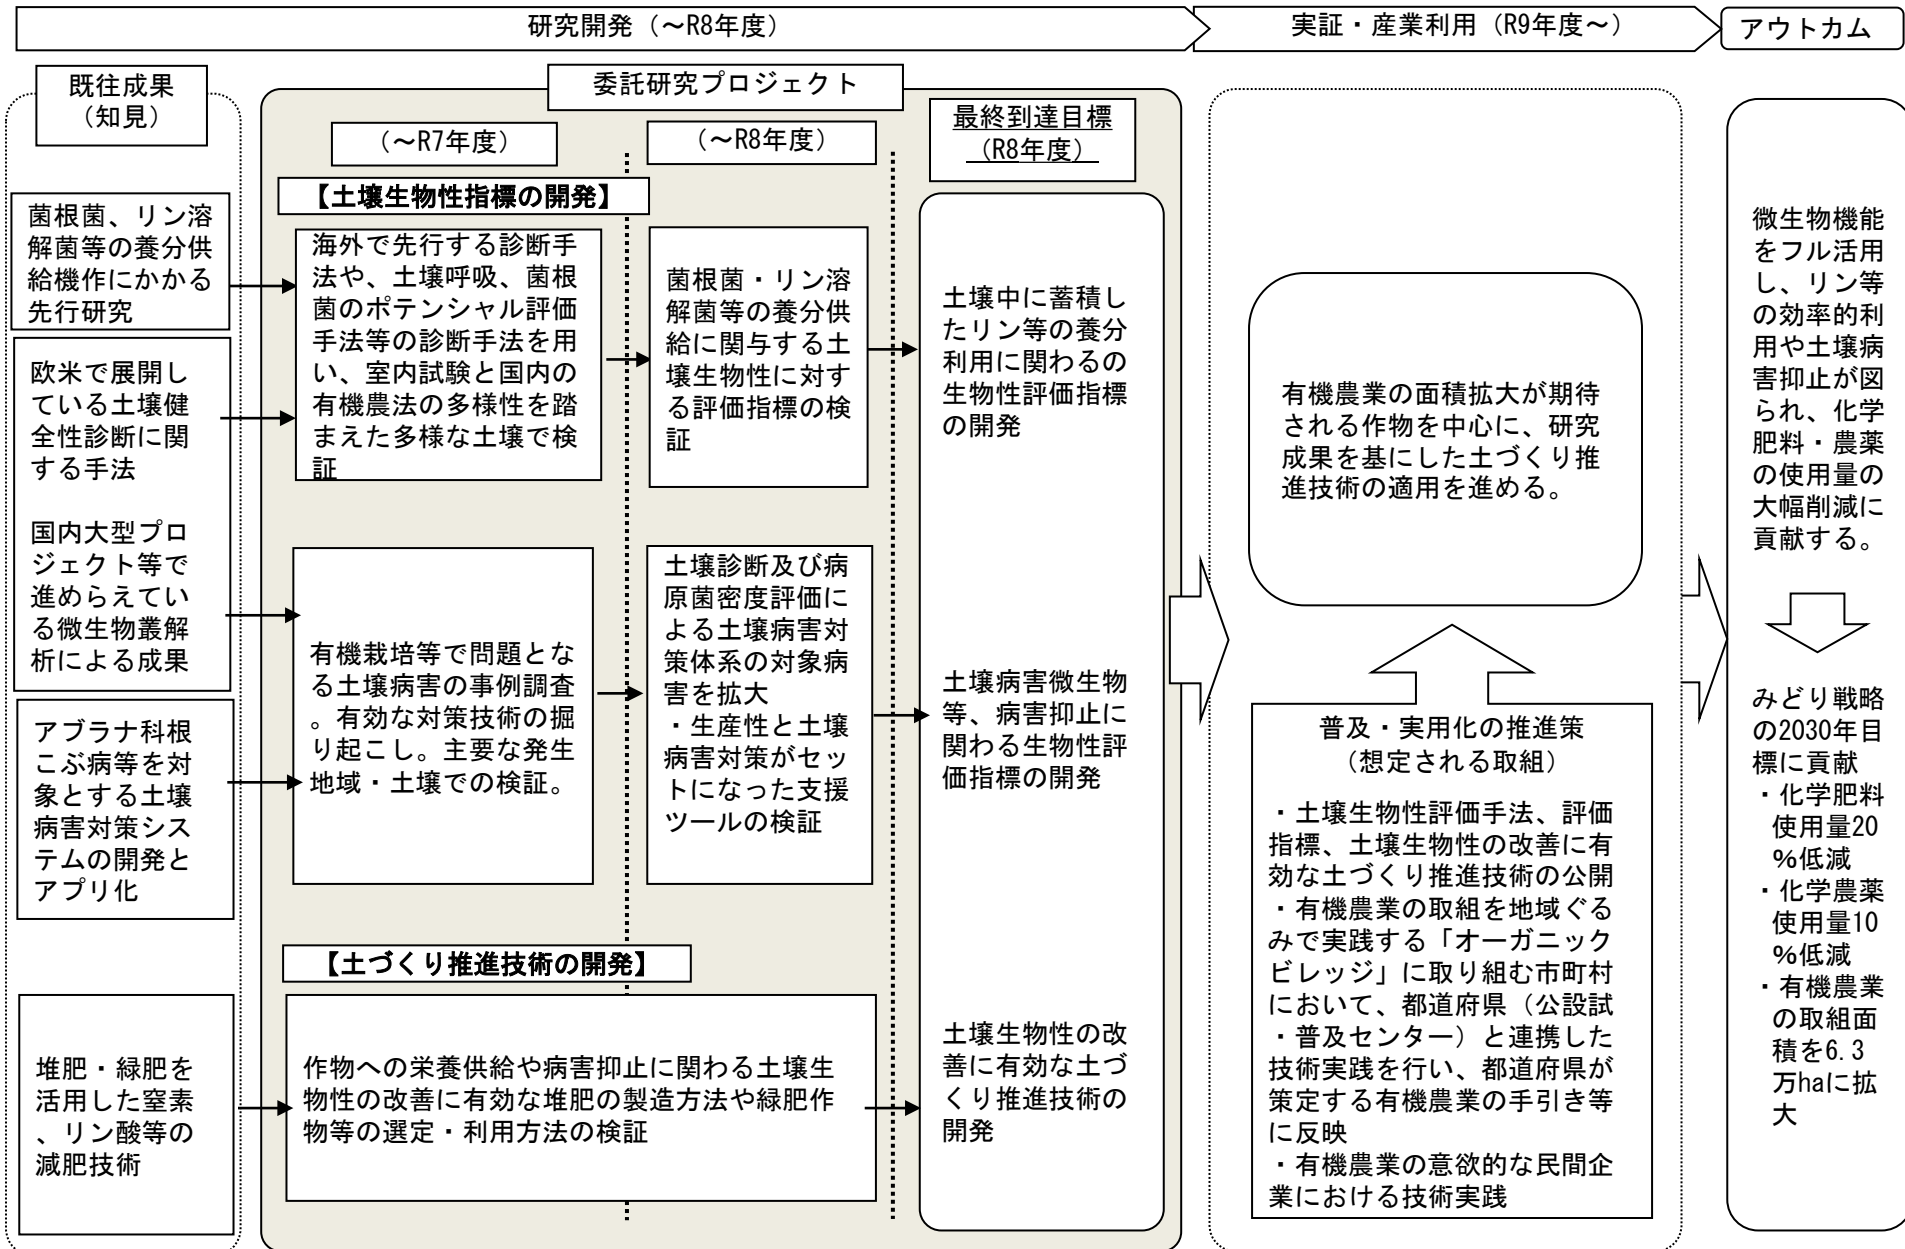 研究開発（～R8年度）
実証・産業利用（R9年度～）
アウトカム
既往成果
（知見）
菌根菌、リン溶
解菌等の養分供
給機作にかかる
先行研究
欧米で展開し
ている土壌健
全性診断に関
する手法
国内大型プロ
ジェクト等で
進めらえてい
る微生物叢解
析による成果
アブラナ科根
こぶ病等を対
象とする土壌
病害対策シス
テムの開発と
アプリ化
堆肥・緑肥を
活用した窒素
、リン酸等の
減肥技術
委託研究プロジェクト
（～R7年度）
（～R8年度）
最終到達目標
（R8年度）
【土壌生物性指標の開発】
海外で先行する診断手
法や、土壌呼吸、菌根
菌のポテンシャル評価
手法等の診断手法を用
い、室内試験と国内の
有機農法の多様性を踏
まえた多様な土壌で検
証
菌根菌・リン溶
解菌等の養分供
給に関与する土
壌生物性に対す
る評価指標の検
証
土壌中に蓄積し
たリン等の養分
利用に関わるの
生物性評価指標
の開発
有機栽培等で問題とな
る土壌病害の事例調査
。有効な対策技術の掘
り起こし。主要な発生
地域・土壌での検証。
土壌診断及び病
原菌密度評価に
よる土壌病害対
策体系の対象病
害を拡大
・生産性と土壌
病害対策がセッ
トになった支援
ツールの検証
土壌病害微生物
等、病害抑止に
関わる生物性評
価指標の開発
【土づくり推進技術の開発】
作物への栄養供給や病害抑止に関わる土壌生
物性の改善に有効な堆肥の製造方法や緑肥作
物等の選定・利用方法の検証
土壌生物性の改
善に有効な土づ
くり推進技術の
開発
有機農業の面積拡大が期待
される作物を中心に、研究
成果を基にした土づくり推
進技術の適用を進める。
普及・実用化の推進策
（想定される取組）
・土壌生物性評価手法、評価
指標、土壌生物性の改善に有
効な土づくり推進技術の公開
・有機農業の取組を地域ぐる
みで実践する「オーガニック
ビレッジ」に取り組む市町村
において、都道府県（公設試
・普及センター）と連携した
技術実践を行い、都道府県が
策定する有機農業の手引き等
に反映
・有機農業の意欲的な民間企
業における技術実践
微生物機能
をフル活用
し、リン等
の効率的利
用や土壌病
害抑止が図
られ、化学
肥料・農薬
の使用量の
大幅削減に
貢献する。
みどり戦略
の2030年目
標に貢献
・化学肥料
使用量20
%低減
・化学農薬
使用量10
%低減
・有機農業
の取組面
積を6.3
万haに拡
大